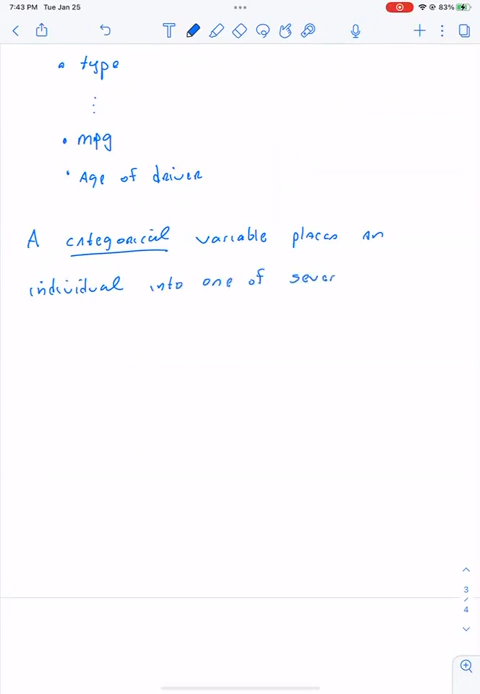 7:43 PM Tue Jan 25
83%
• type
⋮
• mpg
• Age of driver
A categorical variable places an
individual into one of sever
3
/
4